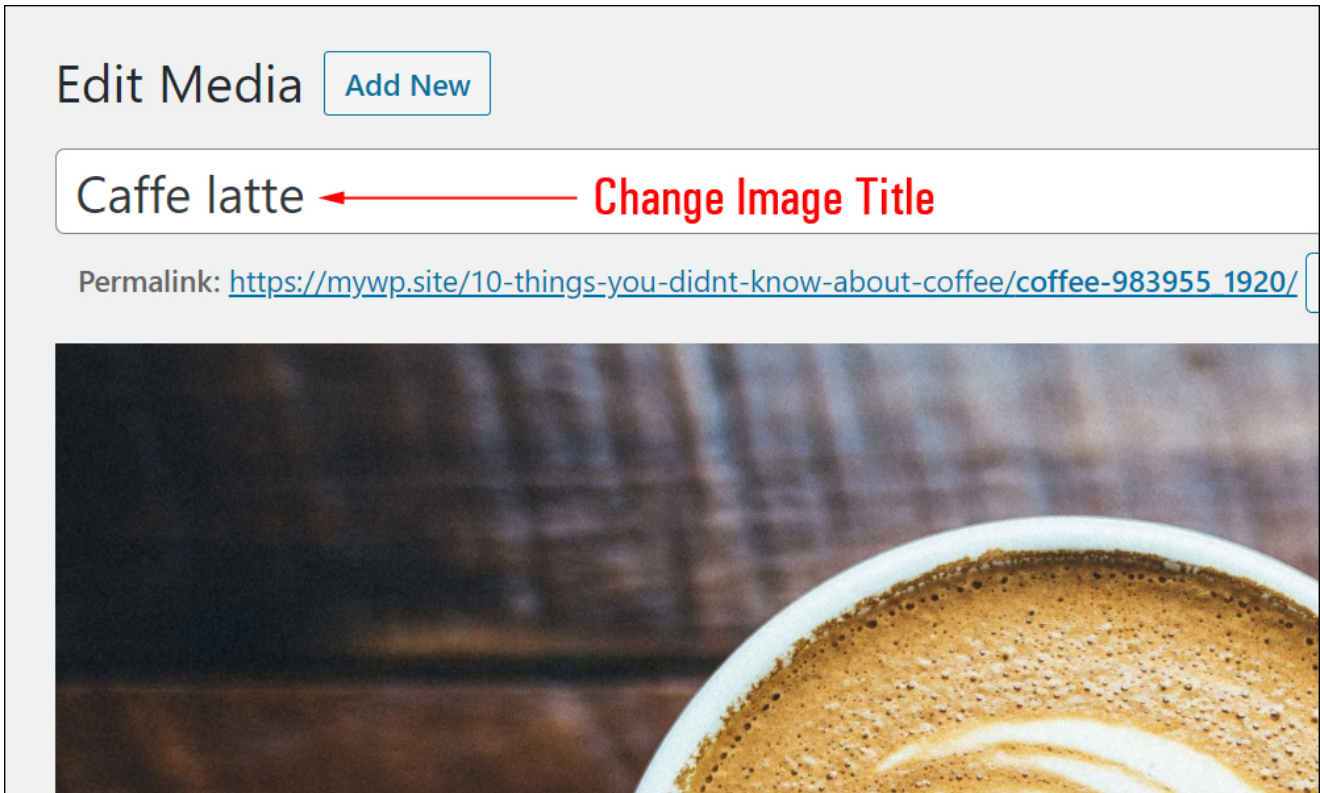 Edit Media Add New
Caffe latte Change Image Title
Permalink: https://mywp.site/10-things-you-didnt-know-about-coffee/coffee-983955_1920/